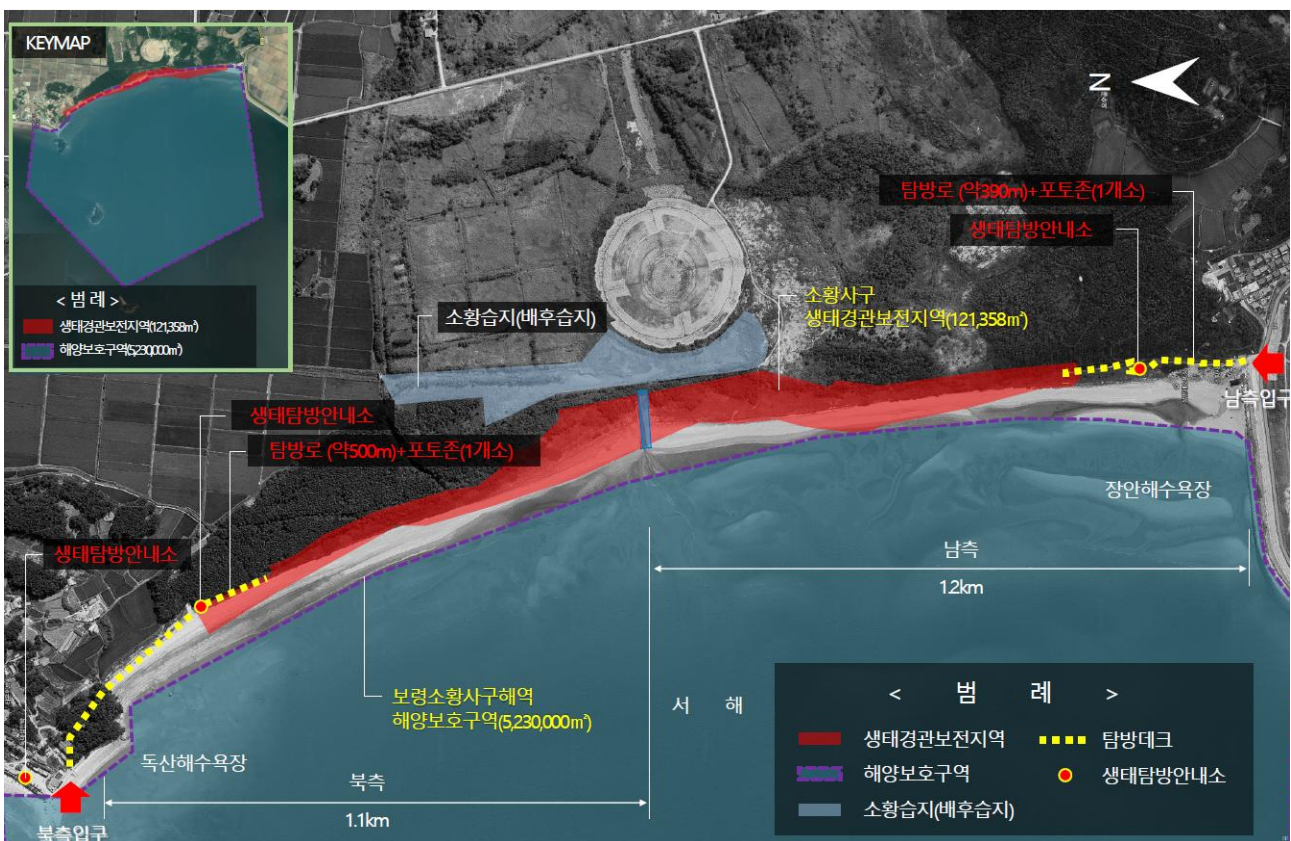 KEYMAP
< 범 례 >
생태경관보전지역(121,358㎡)
해양보호구역(5,230,000㎡)
N
탐방로 (약390m)+포토존(1개소)
생태탐방안내소
소황사구
생태경관보전지역(121,358㎡)
소황습지(배후습지)
남측입구
생태탐방안내소
탐방로 (약500m)+포토존(1개소)
장안해수욕장
생태탐방안내소
남측
1.2km
보령소황사구해역
해양보호구역(5,230,000㎡)
서 해
독산해수욕장
북측
1.1km
북측입구
< 범 례 >
생태경관보전지역
탐방데크
해양보호구역
생태탐방안내소
소황습지(배후습지)